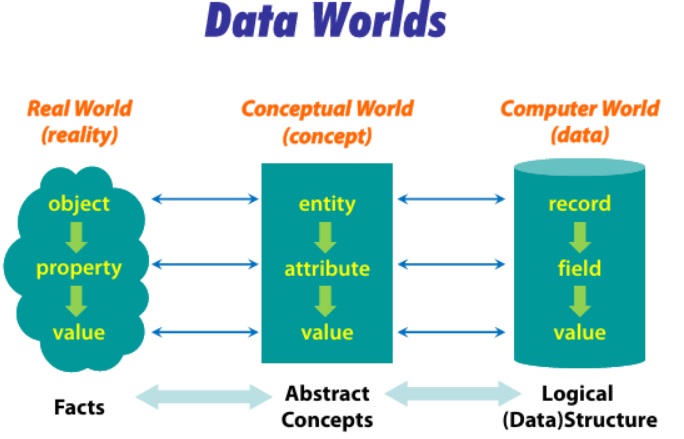 Data Worlds
Real World
(reality)
Conceptual World
(concept)
Computer World
(data)
object
entity
record
property
attribute
field
value
value
value
Facts
Abstract
Concepts
Logical
(Data)Structure